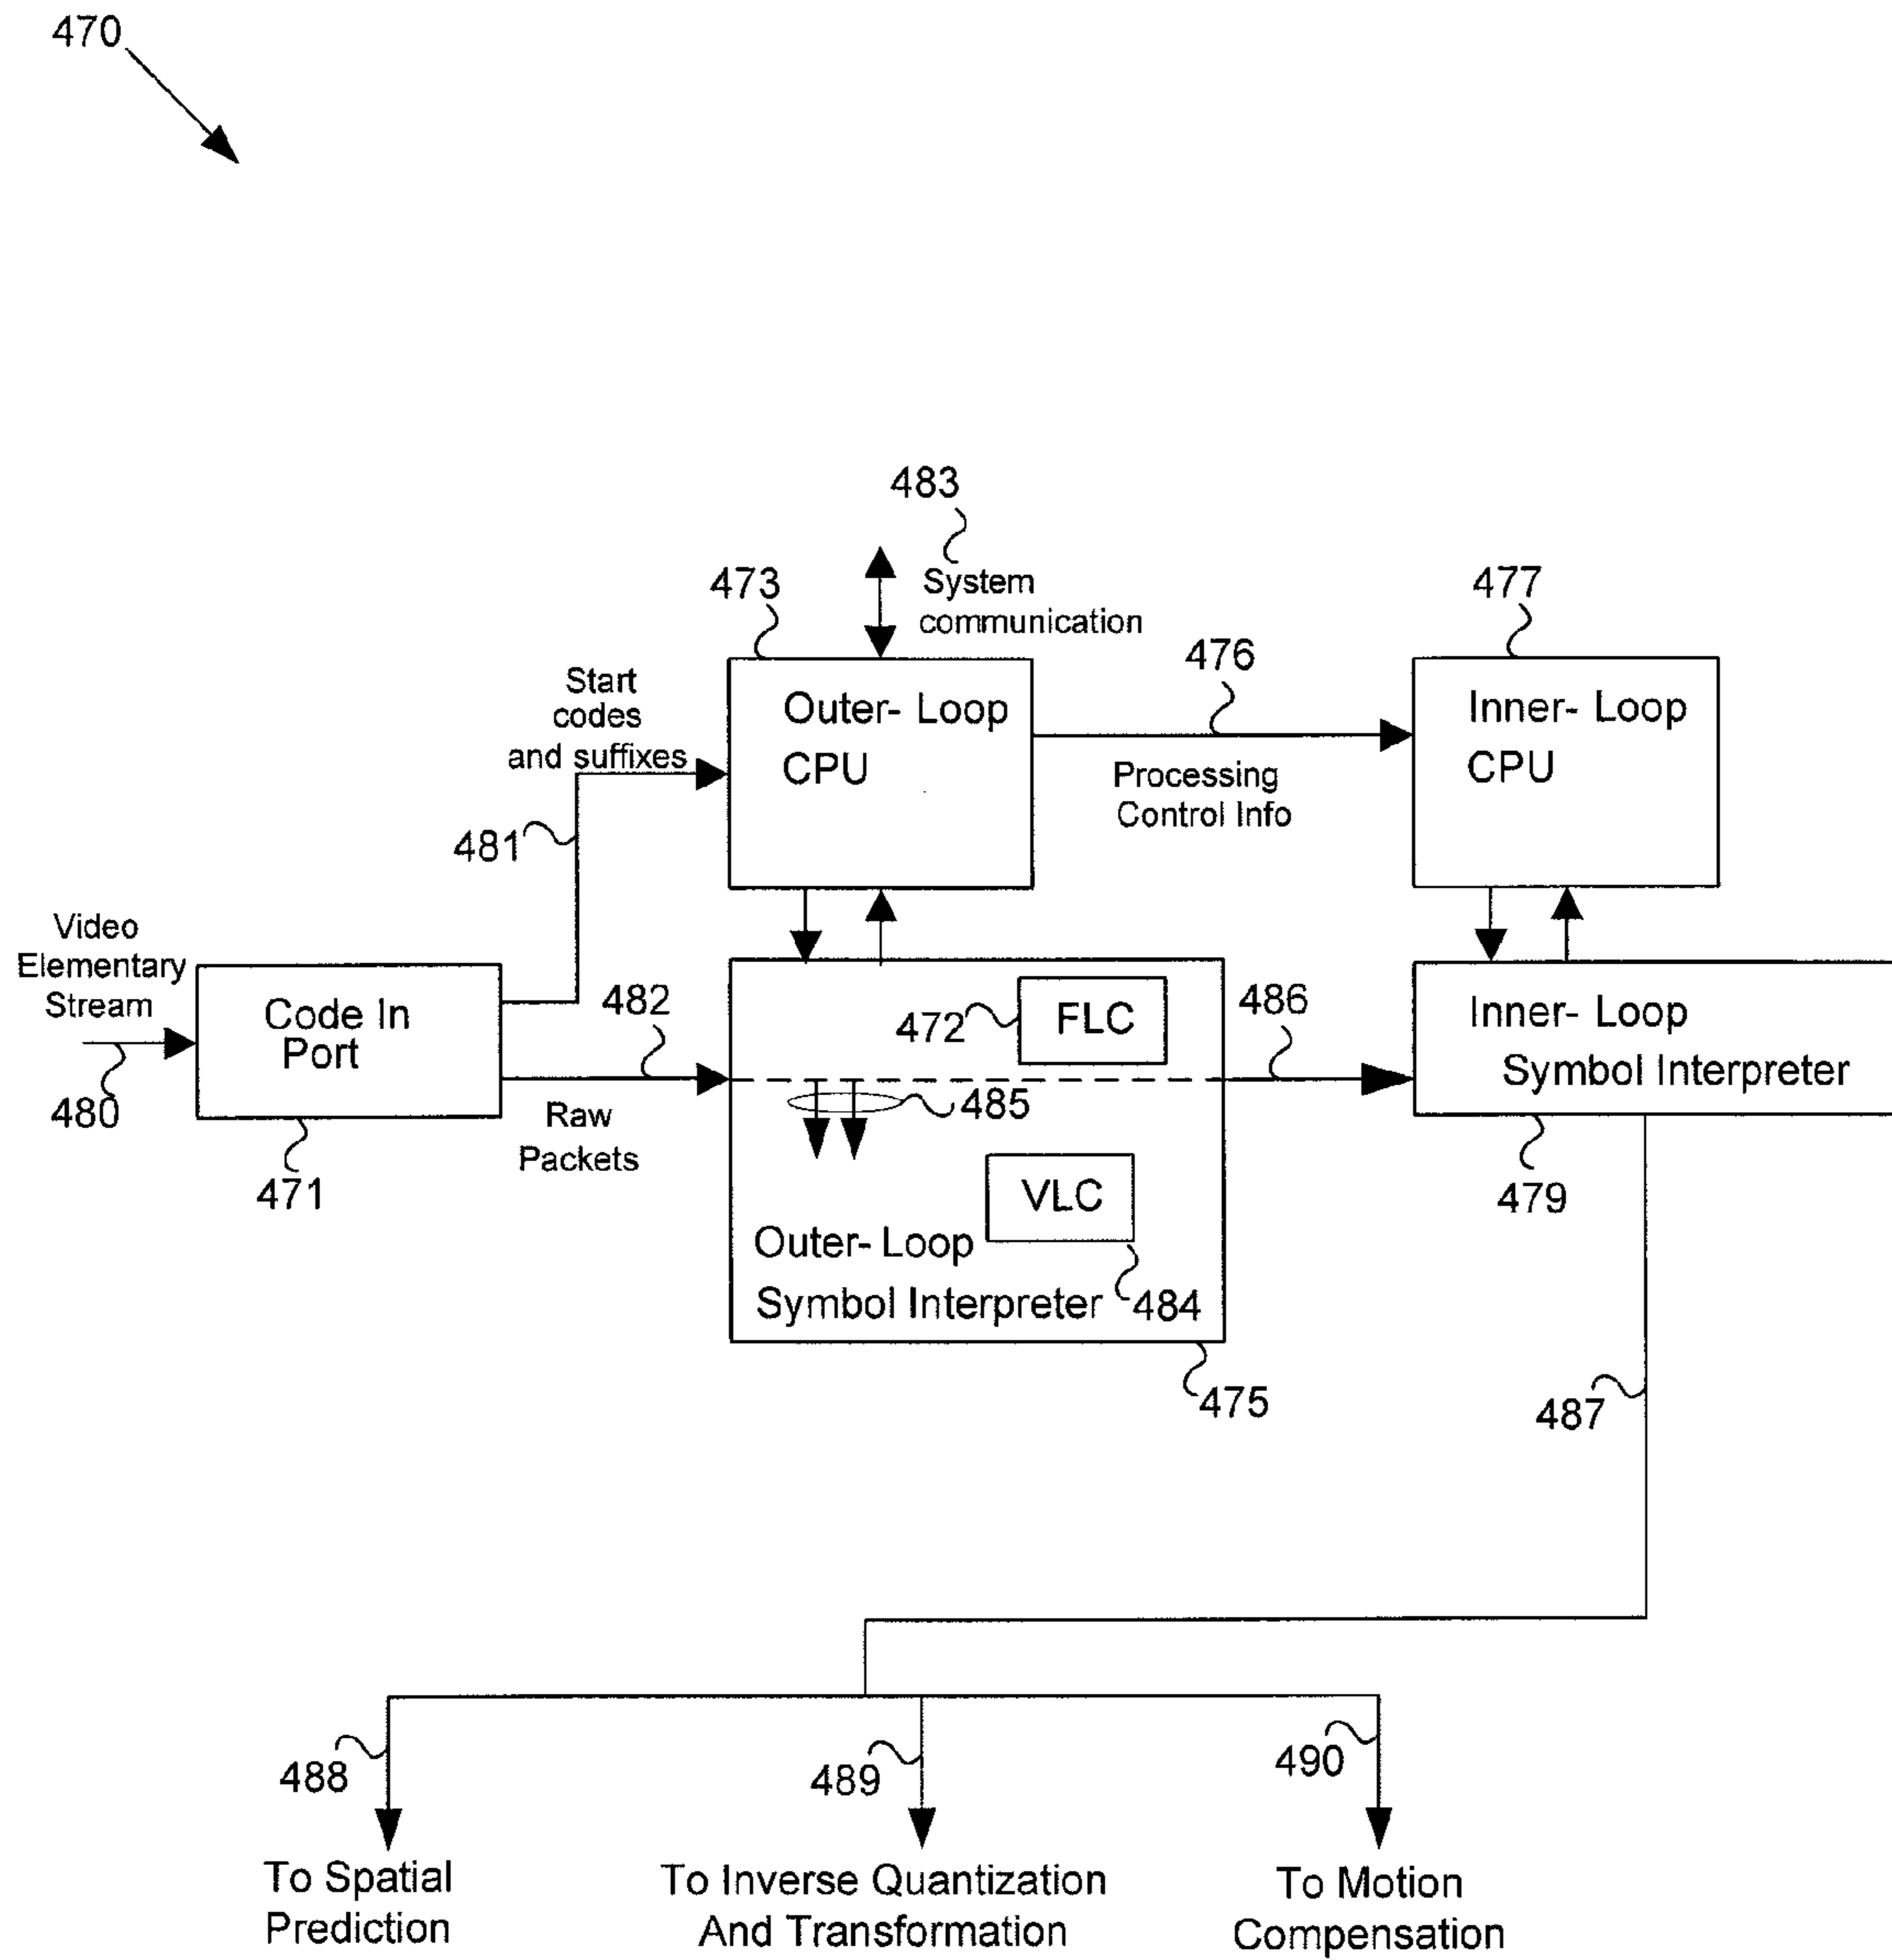 470
483
System
communication
473
477
476
Start
codes
and suffixes
Outer- Loop
CPU
Inner- Loop
CPU
Processing
Control Info
481
Video
Elementary
Stream
480
Code In
Port
471
482
Raw
Packets
472
FLC
485
VLC
Outer- Loop
Symbol Interpreter
484
475
486
Inner- Loop
Symbol Interpreter
479
487
488
489
490
To Spatial
Prediction
To Inverse Quantization
And Transformation
To Motion
Compensation